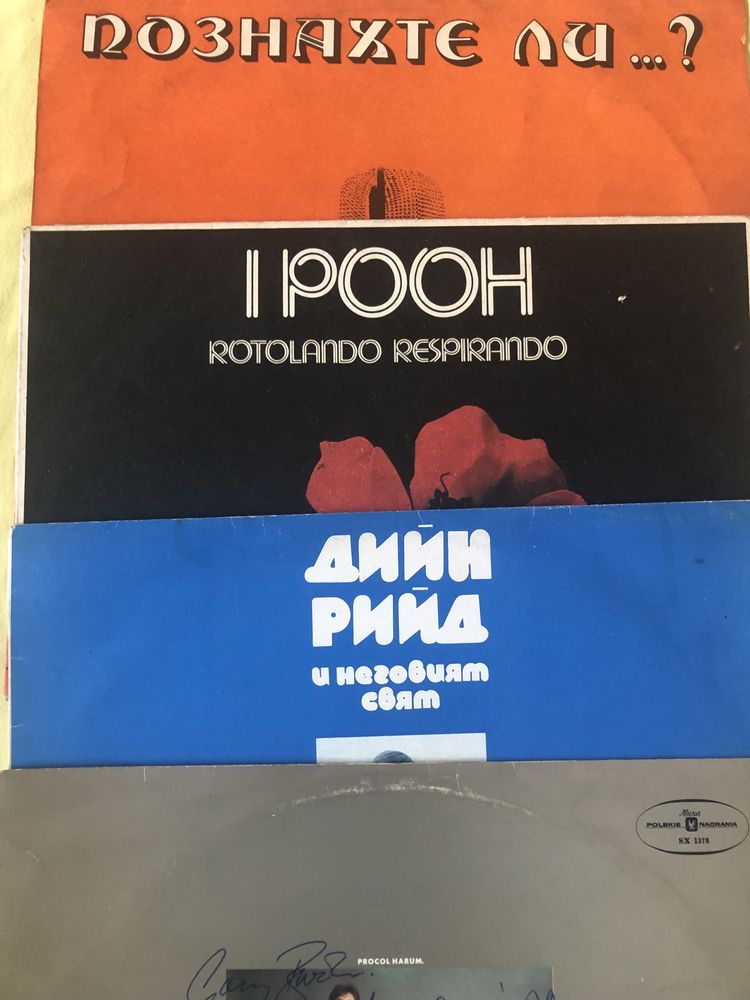 ПОЗНАХТЕ ЛИ...?
I POOH
ROTOLANDO RESPIRANDO
ДИЙН
РИЙД
и неговият
свят
Muza
POLSKIE NAGRANIA
SX 1378
PROCOL HARUM.